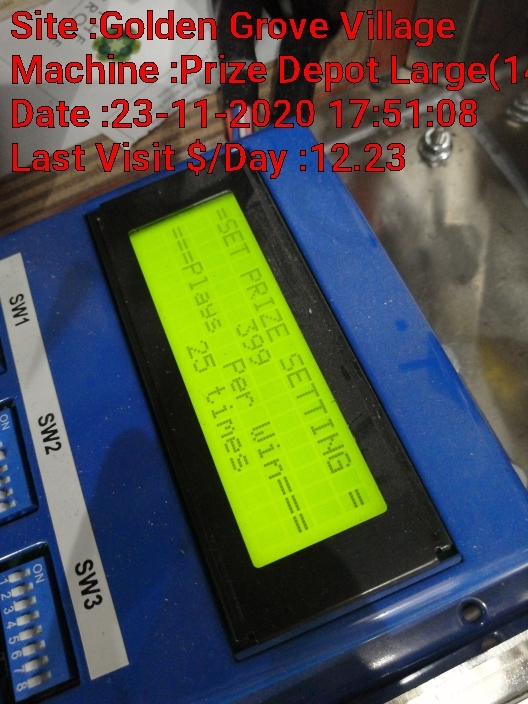 Site :Golden Grove Village
Machine :Prize Depot Large(14
Date :23-11-2020 17:51:08
Last Visit $/Day :12.23
=SET PRIZE SETTING =
399
===Plays Per win===
25 times
SW1
SW2
SW3
ON
ON
1 2 3 4 5 6 7 8